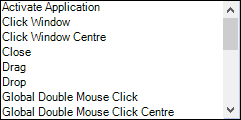 Activate Application
Click Window
Click Window Centre
Close
Drag
Drop
Global Double Mouse Click
Global Double Mouse Click Centre